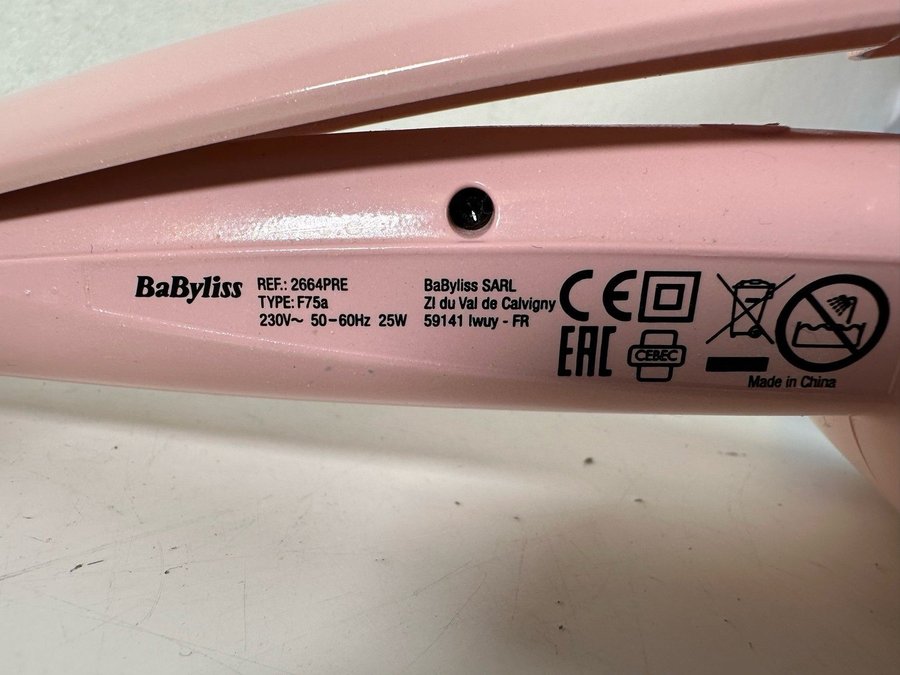 BaByliss
REF.: 2664PRE
TYPE: F75a
230V~ 50-60Hz 25W
BaByliss SARL
ZI du Val de Calvigny
59141 Iwuy - FR
CE
EAC
CEBEC
Made in China